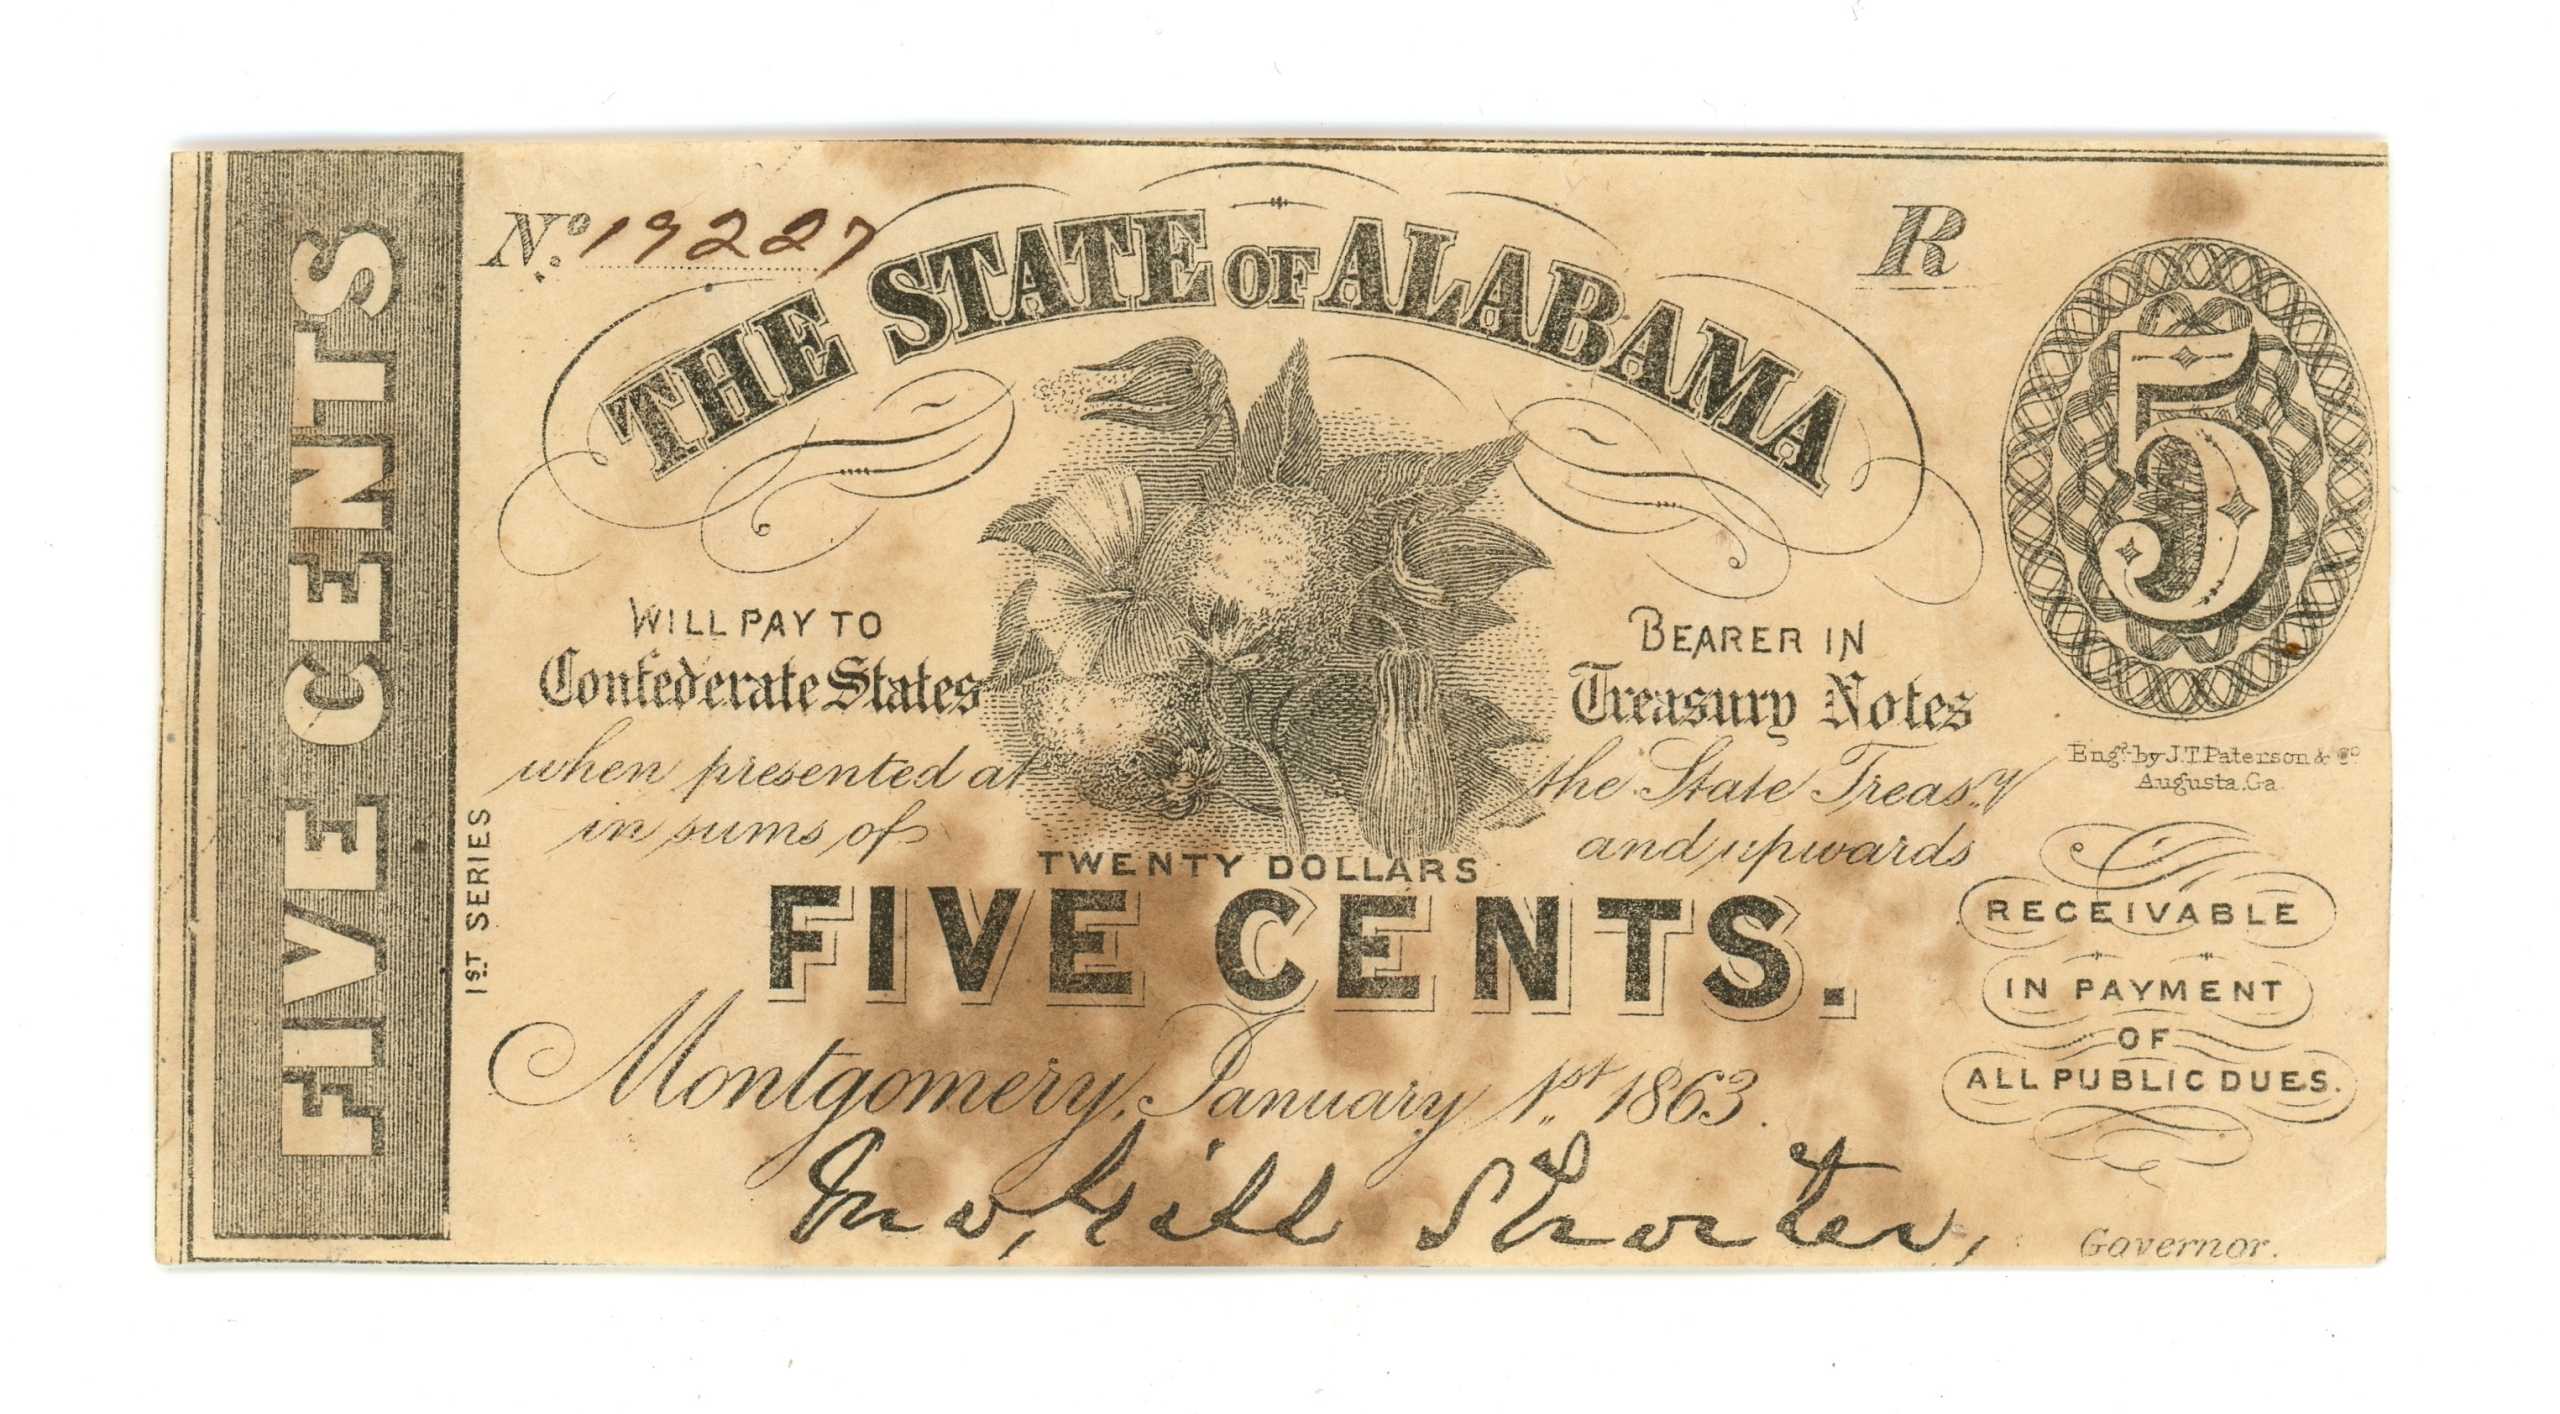 FIVE CENTS
1ST SERIES
No. 19227
R
THE STATE OF ALABAMA
5
WILL PAY TO BEARER IN
Confederate States Treasury Notes
when presented at the State Treas.y
in sums of TWENTY DOLLARS and upwards
FIVE CENTS.
Montgomery, January 1st 1863.
Jno, Gill Shorter,
Governor.
Engd. by J.T. Paterson & Co
Augusta. Ga.
RECEIVABLE
IN PAYMENT
OF
ALL PUBLIC DUES.